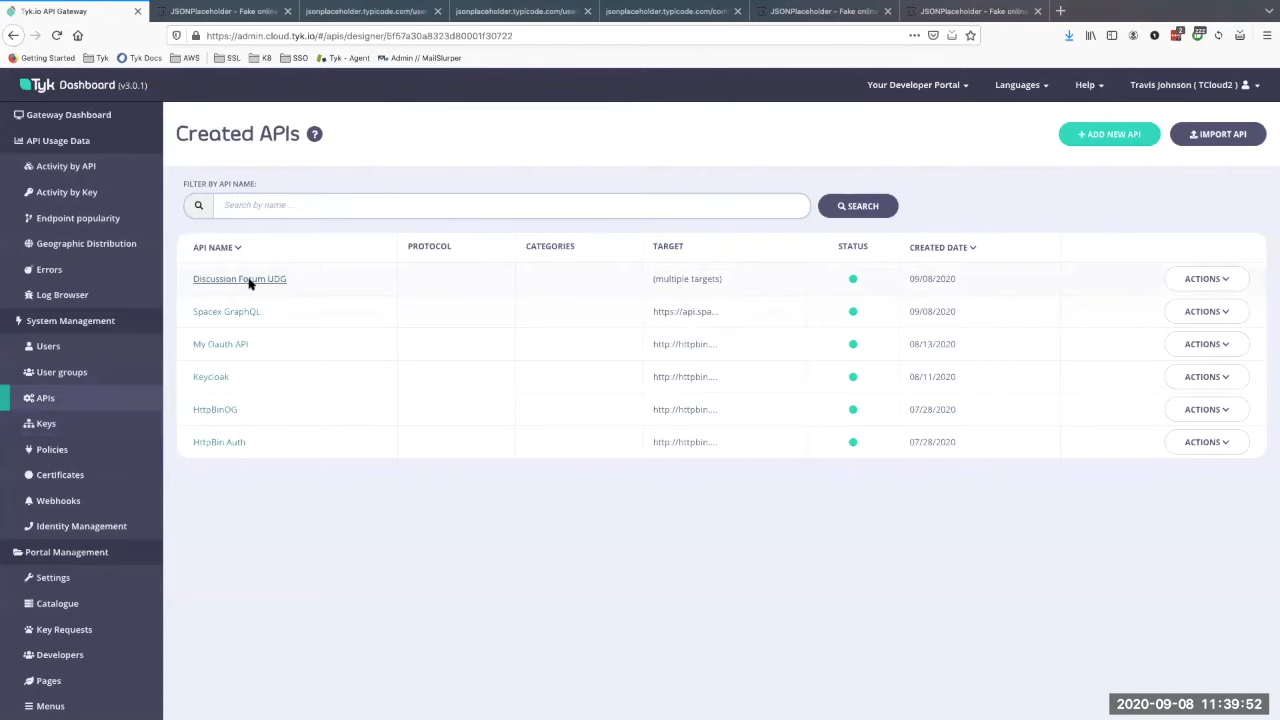 Tyk.io API Gateway
JSONPlaceholder - Fake online
jsonplaceholder.typicode.com/use
jsonplaceholder.typicode.com/use
jsonplaceholder.typicode.com/com
JSONPlaceholder - Fake online
JSONPlaceholder - Fake online
https://admin.cloud.tyk.io/#/apis/designer/5f57a30a8323d80001f30722
Getting Started
Tyk
Tyk Docs
AWS
SSL
K8
SSO
Tyk - Agent
Admin // MailSlurper
Tyk Dashboard (v3.0.1)
Your Developer Portal
Languages
Help
Travis Johnson ( TCloud2 )
Gateway Dashboard
API Usage Data
Activity by API
Activity by Key
Endpoint popularity
Geographic Distribution
Errors
Log Browser
System Management
Users
User groups
APIs
Keys
Policies
Certificates
Webhooks
Identity Management
Portal Management
Settings
Catalogue
Key Requests
Developers
Pages
Menus
Created APIs ?
+ ADD NEW API
IMPORT API
FILTER BY API NAME:
Search by name ...
SEARCH
API NAME PROTOCOL CATEGORIES TARGET STATUS CREATED DATE
Discussion Forum UDG (multiple targets) 09/08/2020 ACTIONS
Spacex GraphQL https://api.spa... 09/08/2020 ACTIONS
My Oauth API http://httpbin.... 08/13/2020 ACTIONS
Keycloak http://httpbin.... 08/11/2020 ACTIONS
HttpBinOG http://httpbin.... 07/28/2020 ACTIONS
HttpBin Auth http://httpbin.... 07/28/2020 ACTIONS
2020-09-08 11:39:52